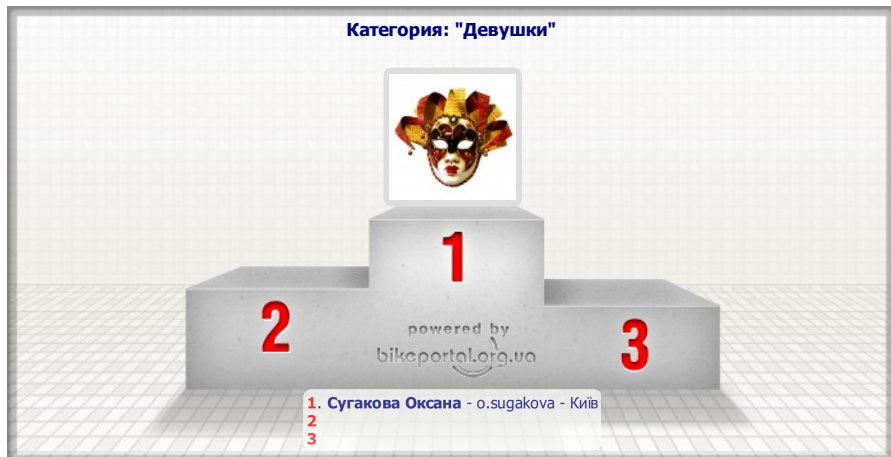 Категория: "Девушки"
1
2
3
powered by
bikeportal.org.ua
1. Сугакова Оксана - o.sugakova - Київ
2
3